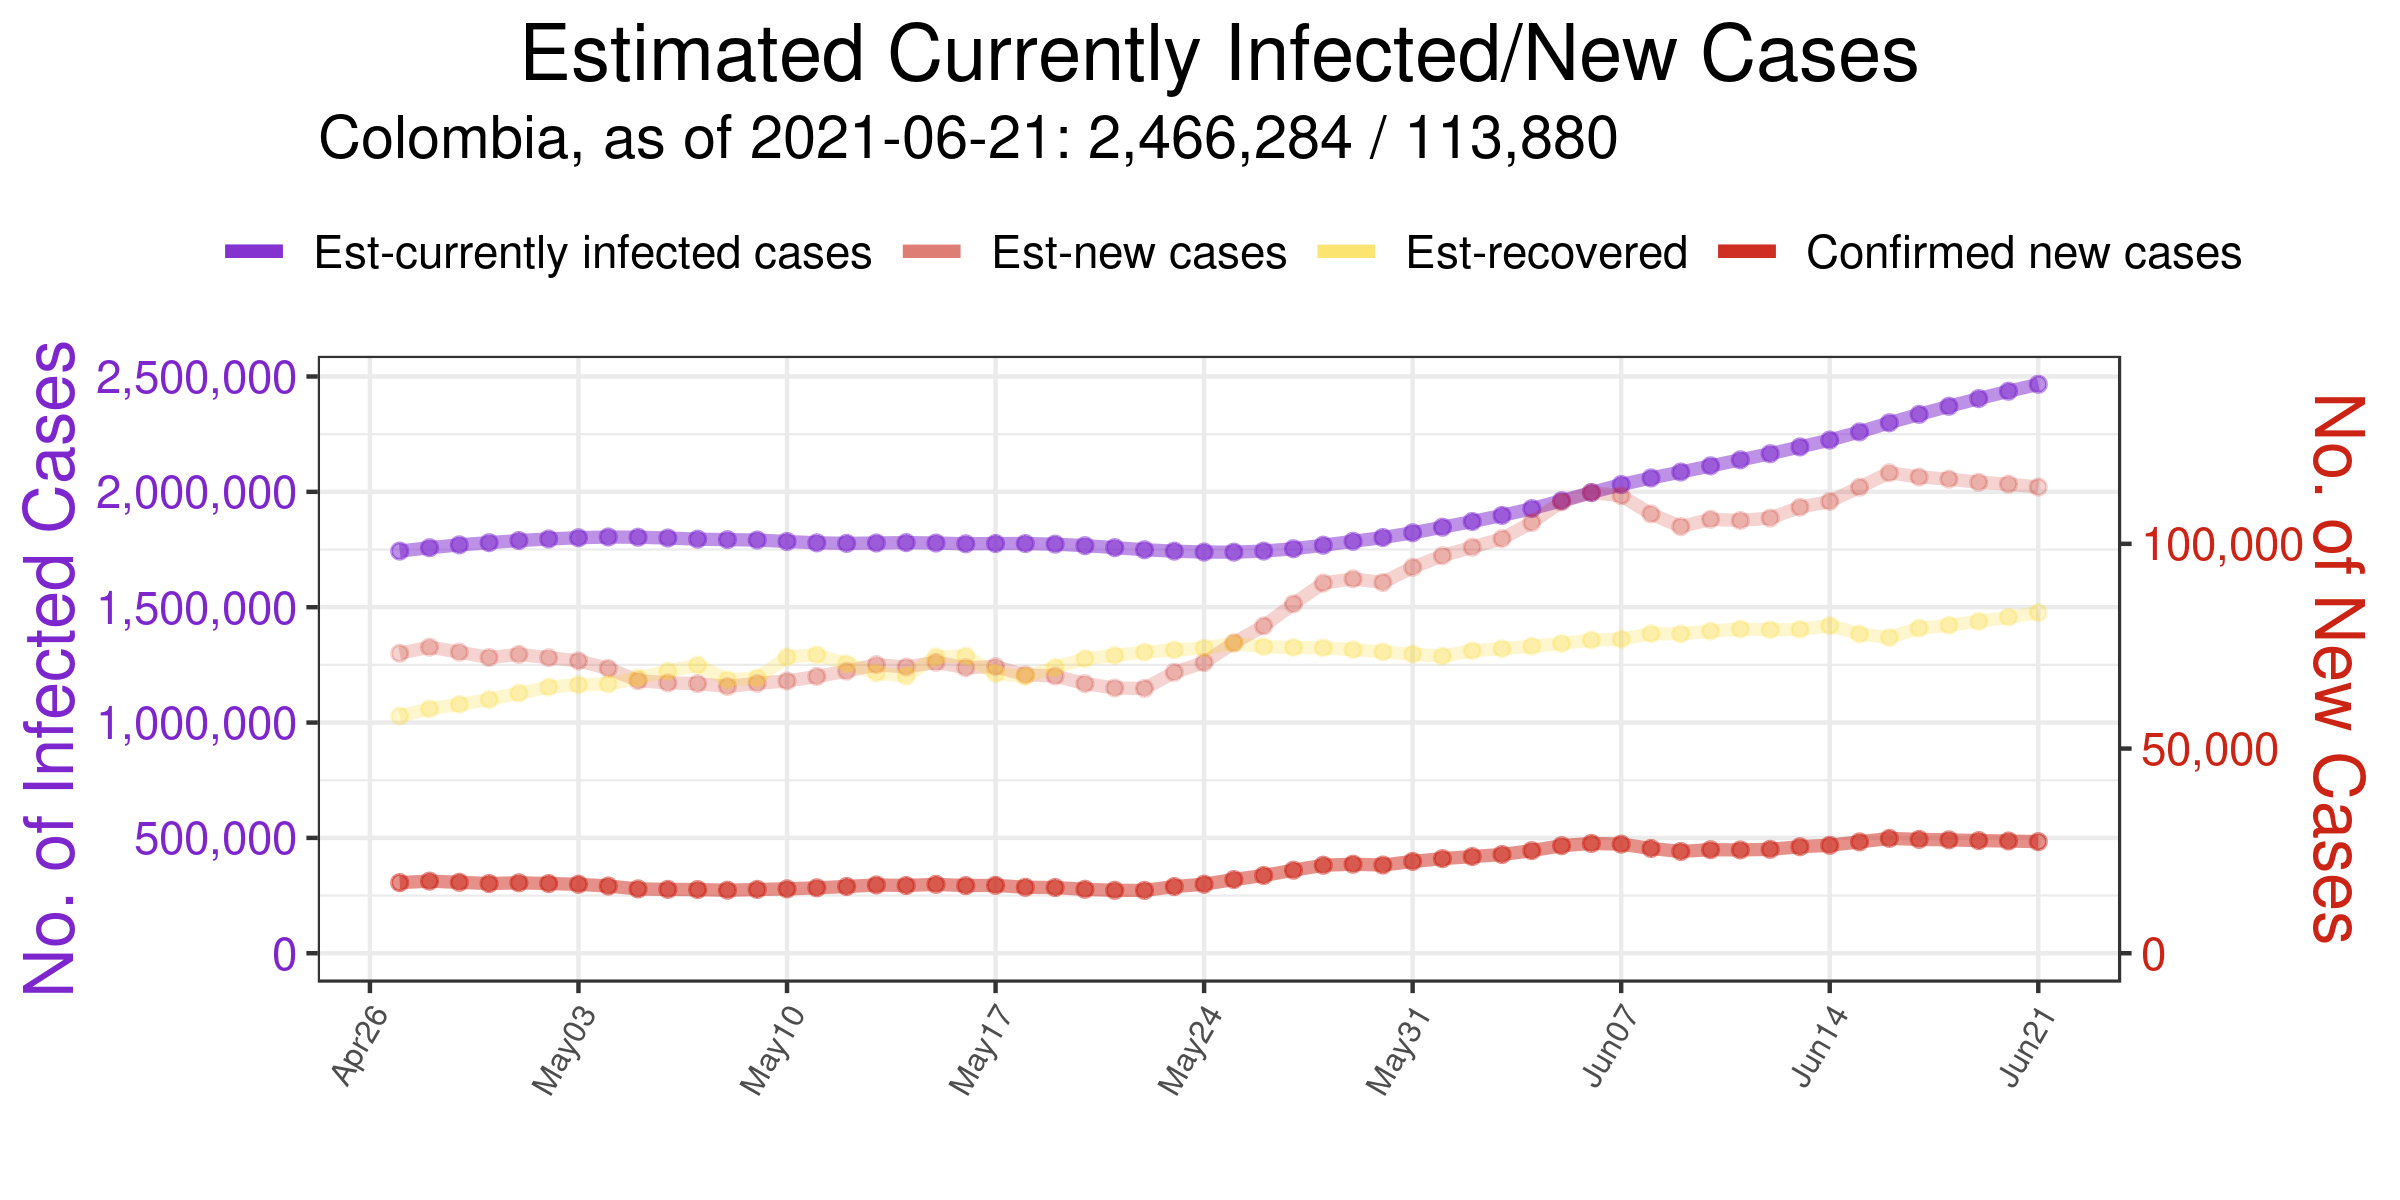 Estimated Currently Infected/New Cases
Colombia, as of 2021-06-21: 2,466,284 / 113,880
Est-currently infected cases Est-new cases Est-recovered Confirmed new cases
No. of Infected Cases
2,500,000
2,000,000
1,500,000
1,000,000
500,000
0
100,000
50,000
0
No. of New Cases
Apr26 May03 May10 May17 May24 May31 Jun07 Jun14 Jun21